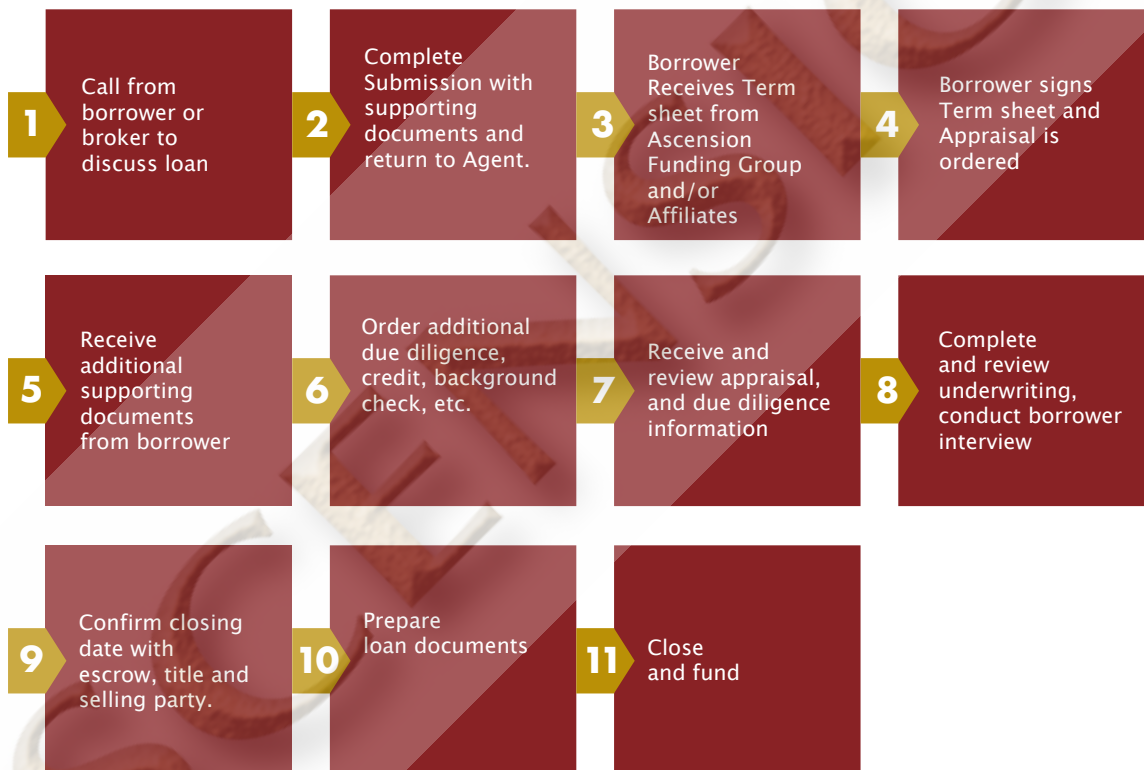 1
Call from
borrower or
broker to
discuss loan
2
Complete
Submission with
supporting
documents and
return to Agent.
3
Borrower
Receives Term
sheet from
Ascension
Funding Group
and/or
Affiliates
4
Borrower signs
Term sheet and
Appraisal is
ordered
5
Receive
additional
supporting
documents
from borrower
6
Order additional
due diligence,
credit, background
check, etc.
7
Receive and
review appraisal,
and due diligence
information
8
Complete
and review
underwriting,
conduct borrower
interview
9
Confirm closing
date with
escrow, title and
selling party.
10
Prepare
loan documents
11
Close
and fund